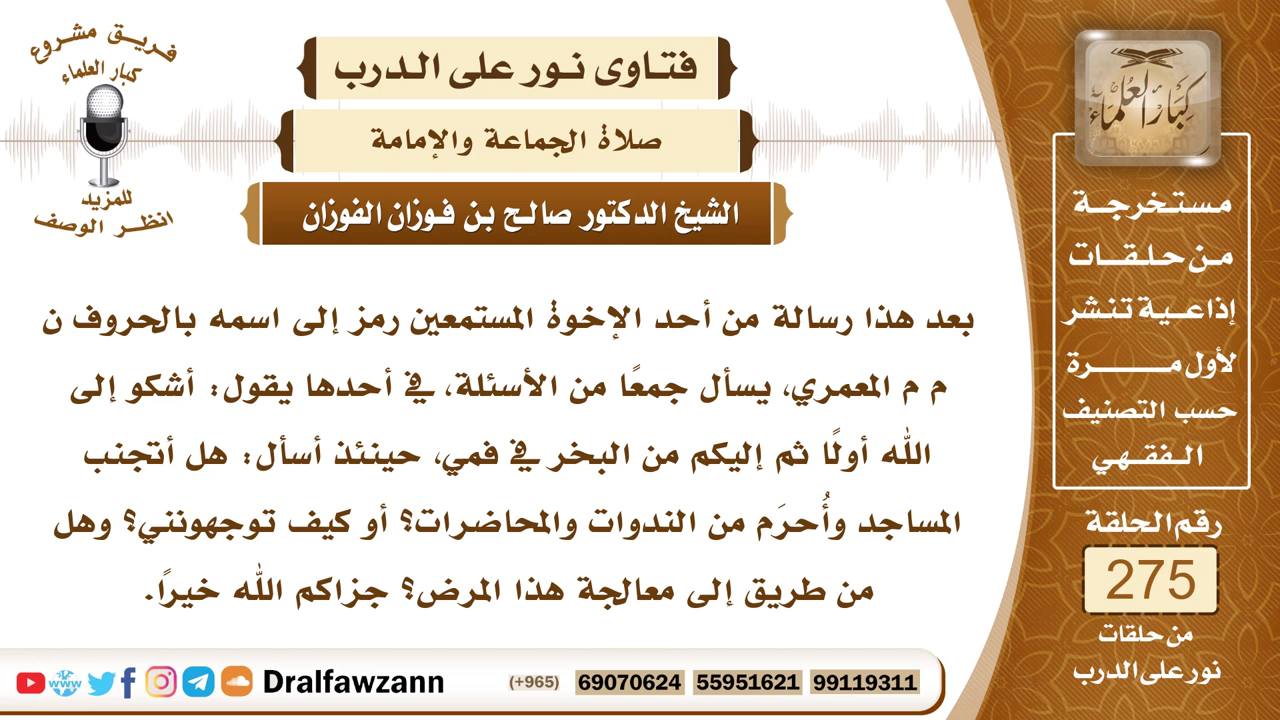 فريق مشروع
كبار العلماء
للمزيد
انظر الوصف
فتاوى نور على الدرب
صلاة الجماعة والإمامة
الشيخ الدكتور صالح بن فوزان الفوزان
بعد هذا رسالة من أحد الإخوة المستمعين رمز إلى اسمه بالحروف ن
م م المعمري، يسأل جمعًا من الأسئلة، في أحدها يقول: أشكو إلى
الله أولًا ثم إليكم من البخر في فمي، حينئذ أسأل: هل أتجنب
المساجد وأُحرَم من الندوات والمحاضرات؟ أو كيف توجهونني؟ وهل
من طريق إلى معالجة هذا المرض؟ جزاكم الله خيرًا.
كبار العلماء
مستخرجة
من حلقات
إذاعية تنشر
لأول مرة
حسب التصنيف
الفقهي
رقم الحلقة
275
من حلقات
نور على الدرب
www
Dralfawzann
(+965) 69070624 55951621 99119311